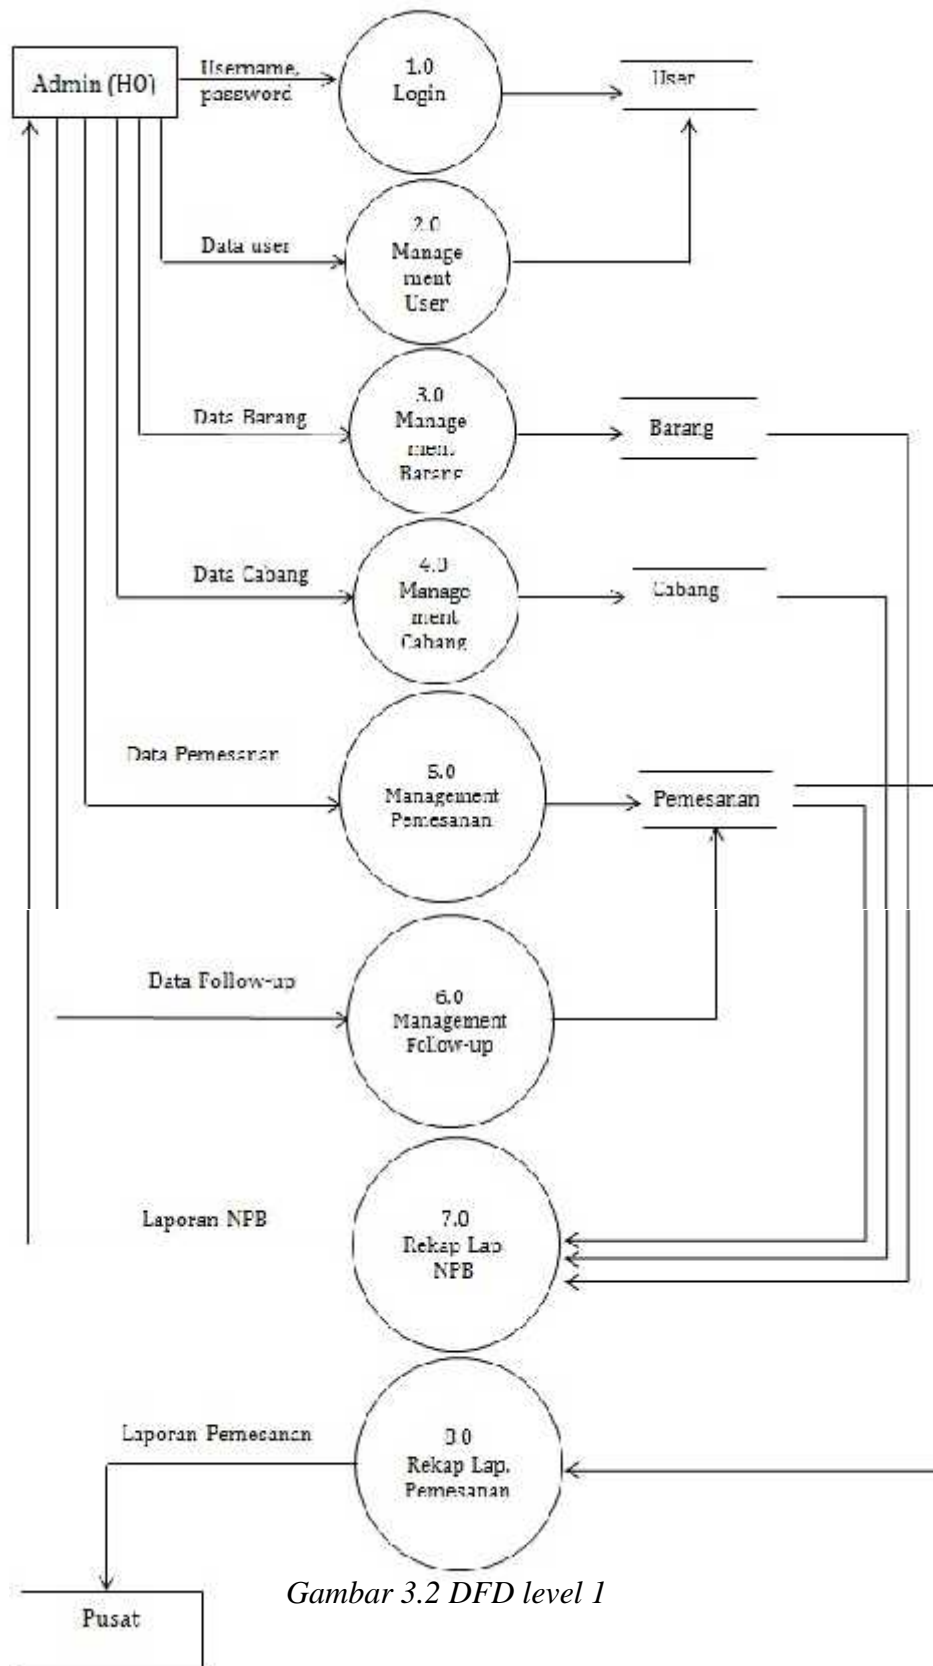 Admin (HO)
Username,
password
1.0
Login
User
Data user
2.0
Manage
ment
User
Data Barang
3.0
Manage
ment
Barang
Barang
Data Cabang
4.0
Manage
ment
Cabang
Cabang
Data Pemesanan
5.0
Management
Pemesanan
Pemesanan
Data Follow-up
6.0
Management
Follow-up
Laporan NPB
7.0
Rekap Lap
NPB
Laporan Pemesanan
8.0
Rekap Lap.
Pemesanan
Gambar 3.2 DFD level 1
Pusat